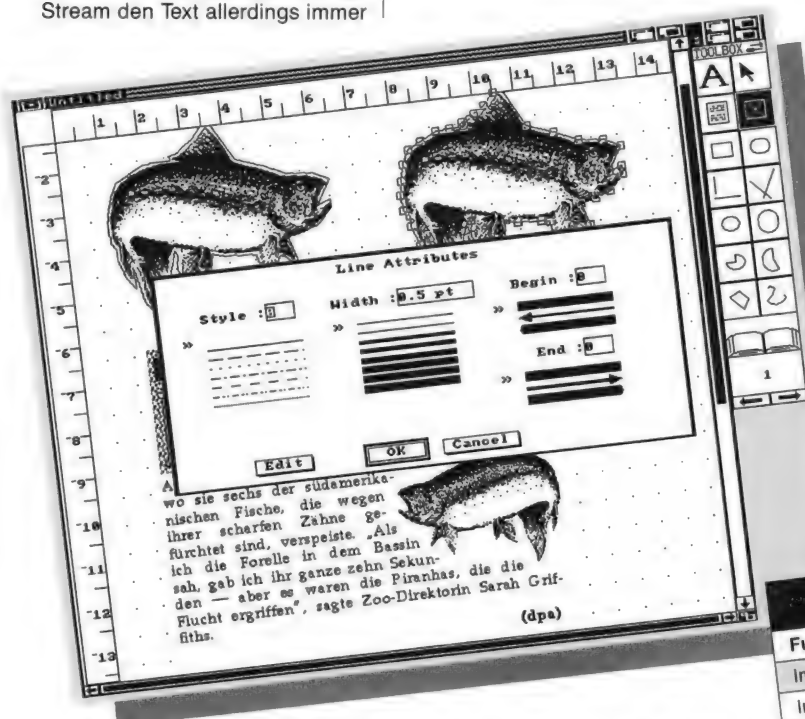 Stream den Text allerdings immer
Untitled
TOOLBOX
1 2 3 4 5 6 7 8 9 10 11 12 13 14
2
3
4
5
6
7
8
9
10
11
12
13
A
Line Attributes
Style :
Width : 0.5 pt
Begin :0
End :0
Edit
OK
Cancel
1
wo sie sechs der südamerika-
nischen Fische, die wegen
ihrer scharfen Zähne ge-
fürchtet sind, verspeiste. „Als
ich die Forelle in dem Bassin
sah, gab ich ihr ganze zehn Sekun-
den — aber es waren die Piranhas, die die
Flucht ergriffen", sagte Zoo-Direktorin Sarah Grif-
fiths.
(dpa)